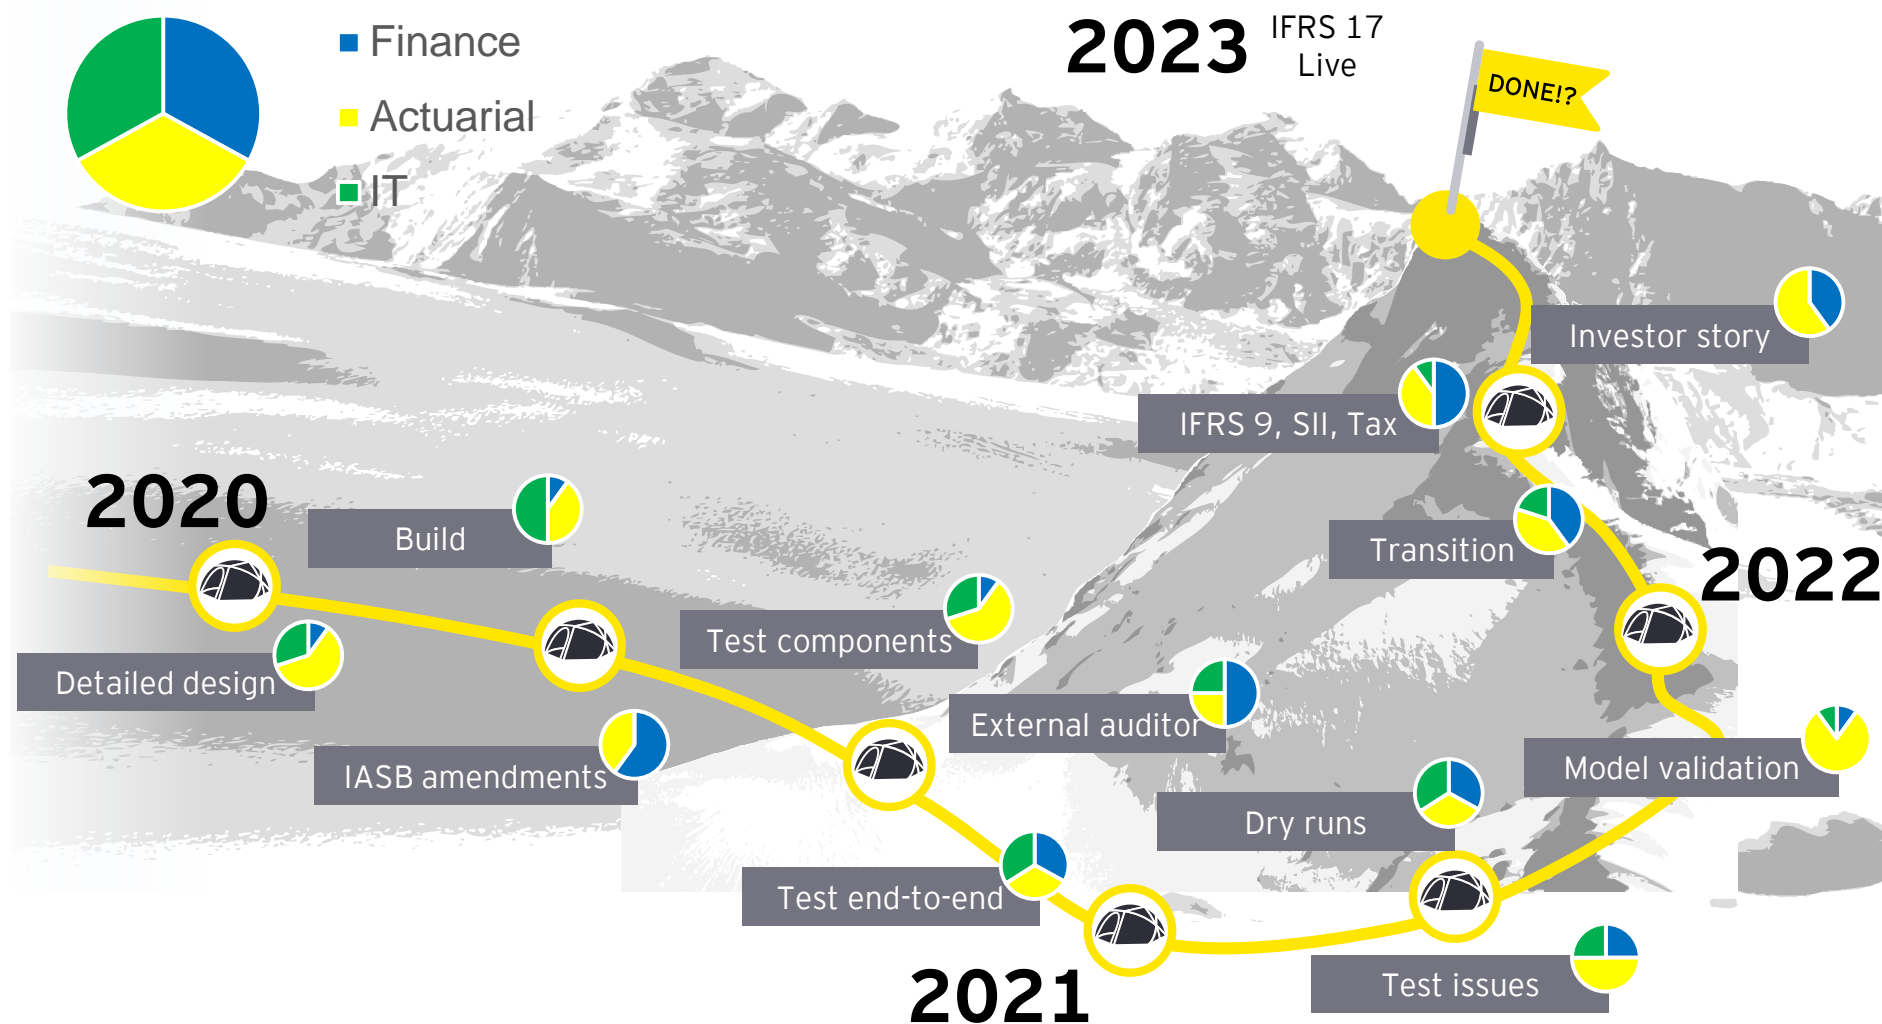 Finance
Actuarial
IT
2023
IFRS 17
Live
DONE!?
Investor story
IFRS 9, SII, Tax
2020
Build
Transition
2022
Test components
Detailed design
External auditor
IASB amendments
Model validation
Dry runs
Test end-to-end
2021
Test issues